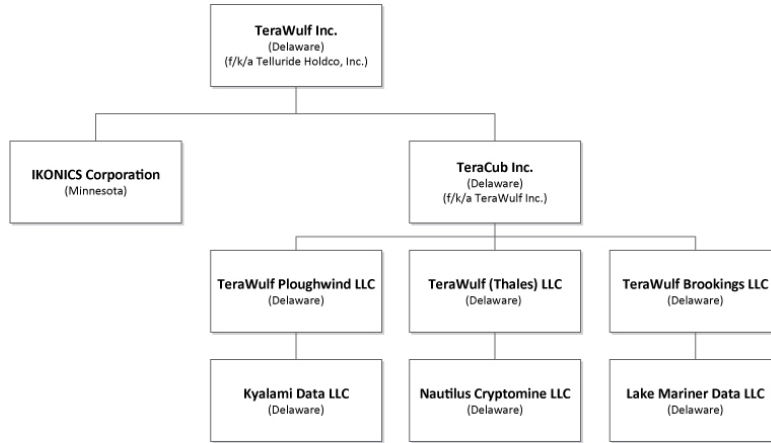 TeraWulf Inc.
(Delaware)
(f/k/a Telluride Holdco, Inc.)
IKONICS Corporation
(Minnesota)
TeraCub Inc.
(Delaware)
(f/k/a TeraWulf Inc.)
TeraWulf Ploughwind LLC
(Delaware)
TeraWulf (Thales) LLC
(Delaware)
TeraWulf Brookings LLC
(Delaware)
Kyalami Data LLC
(Delaware)
Nautilus Cryptomine LLC
(Delaware)
Lake Mariner Data LLC
(Delaware)